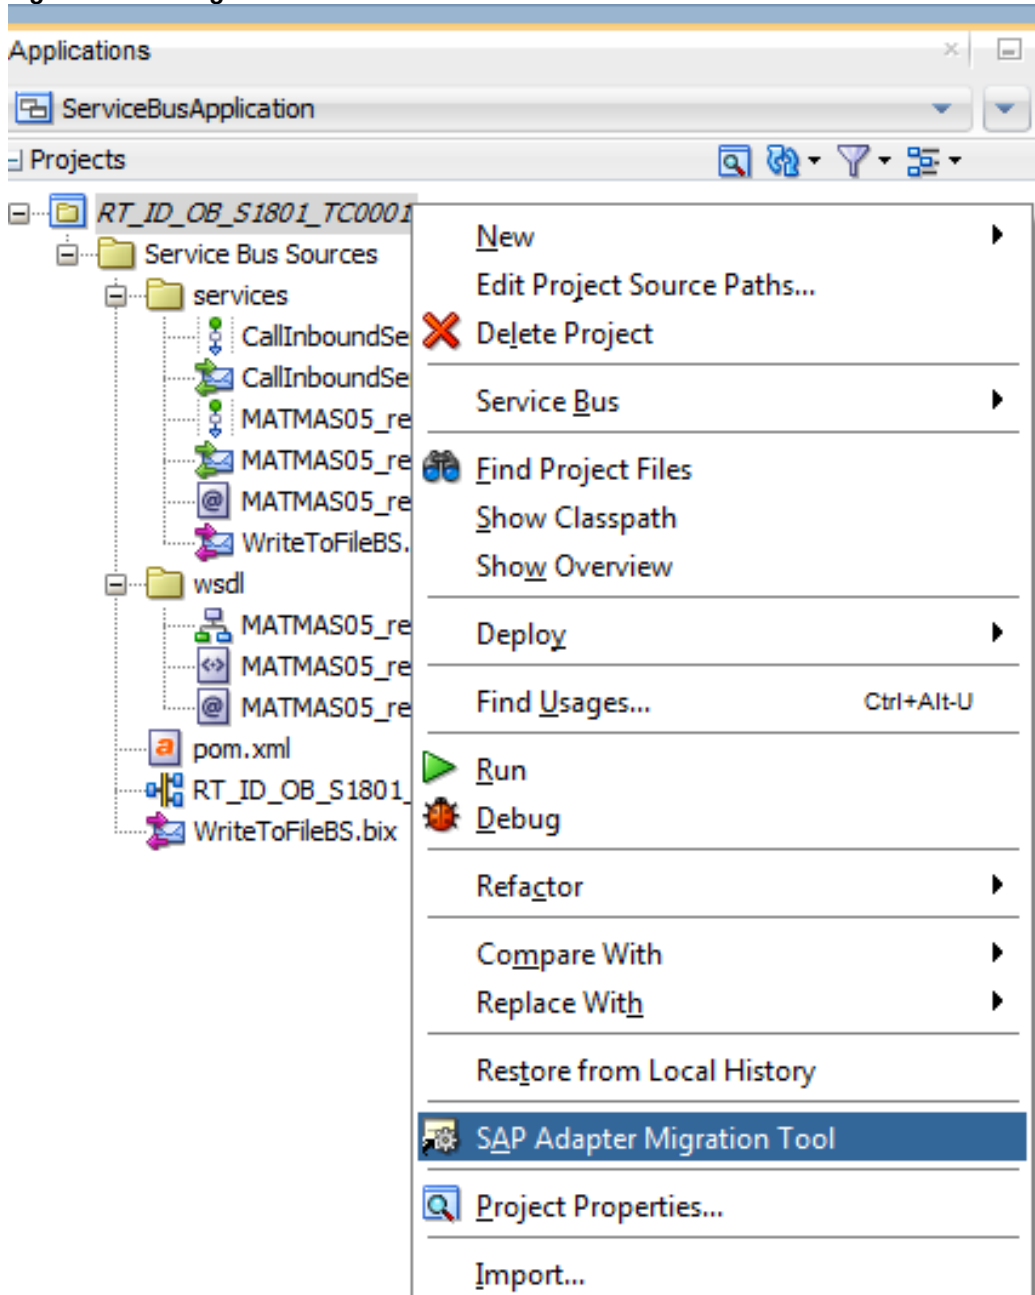 Applications
ServiceBusApplication
Projects
RT_ID_OB_S1801_TC0001
Service Bus Sources
services
CallInboundSe
CallInboundSe
MATMAS05_re
MATMAS05_re
MATMAS05_re
WriteToFileBS.
wsdl
MATMAS05_re
MATMAS05_re
MATMAS05_re
pom.xml
RT_ID_OB_S1801_
WriteToFileBS.bix
New
Edit Project Source Paths...
Delete Project
Service Bus
Find Project Files
Show Classpath
Show Overview
Deploy
Find Usages... Ctrl+Alt-U
Run
Debug
Refactor
Compare With
Replace With
Restore from Local History
SAP Adapter Migration Tool
Project Properties...
Import...